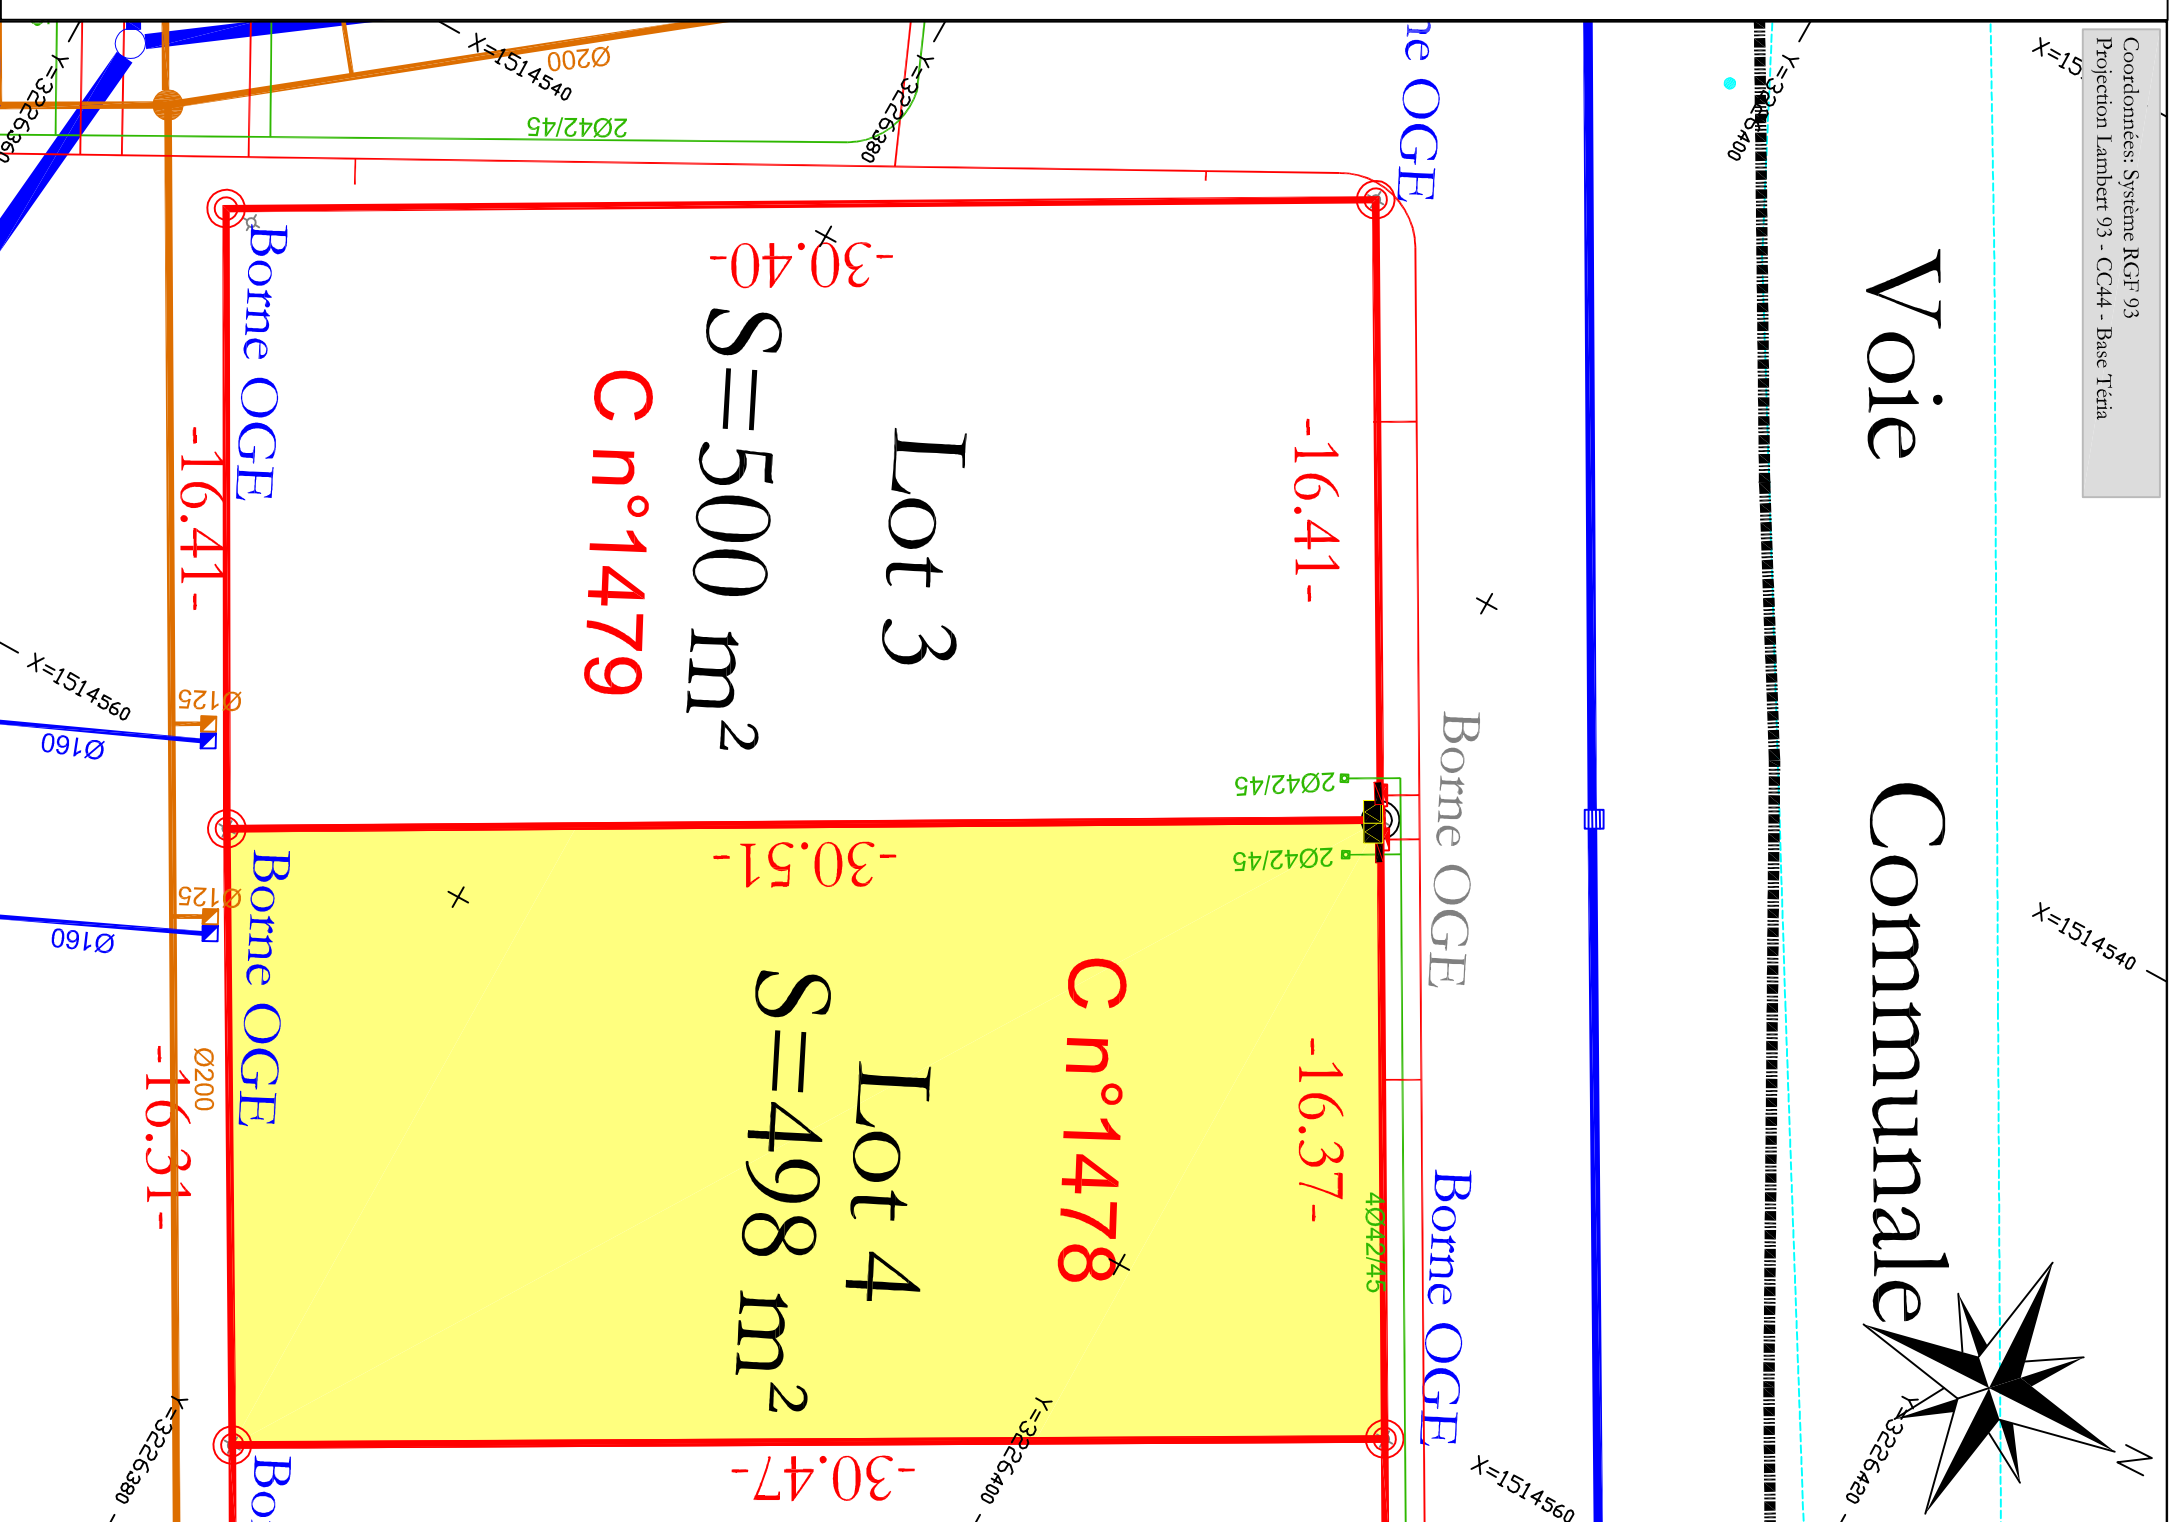 Coordonnées: Système RGF 93
Projection Lambert 93 - CC44 - Base Téria
Voie Communale
N
Lot 3
S=500 m²
C n°1479
-30.40-
-16.41-
-16.41-
-30.51-
Lot 4
S=498 m²
C n°1478
-16.37-
-16.31-
-30.47-
ne OGE
Borne OGE
Borne OGE
Borne OGE
Borne OGE
Bo
X=1514540
X=15
X=1514560
X=1514540
X=1514560
Y=3226380
Y=3226400
Y=3226420
Ø200
Ø200
Ø125
Ø125
Ø160
Ø160
2Ø42/45
2Ø42/45
2Ø42/45
4Ø42/45